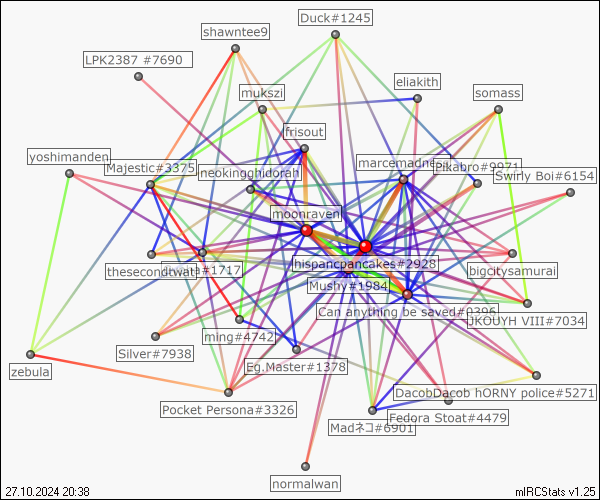 Duck#1245
shawntee9
LPK2387 #7690
eliakith
mukszi
somass
frisout
yoshimanden
Majestic#3375
neokingghidorah
marcemadness
Pikabro#9971
Swirly Boi#6154
moonraven
thesecondtwat
#1717
hispancpancakes#2928
bigcitysamurai
Mushy#1984
Can anything be saved#0396
JKOUYH VIII#7034
ming#4742
Silver#7938
Eg.Master#1378
zebula
DacobDacob hORNY police#5271
Pocket Persona#3326
Fedora Stoat#4479
Madネコ#6901
normalwan
27.10.2024 20:38
mIRCStats v1.25